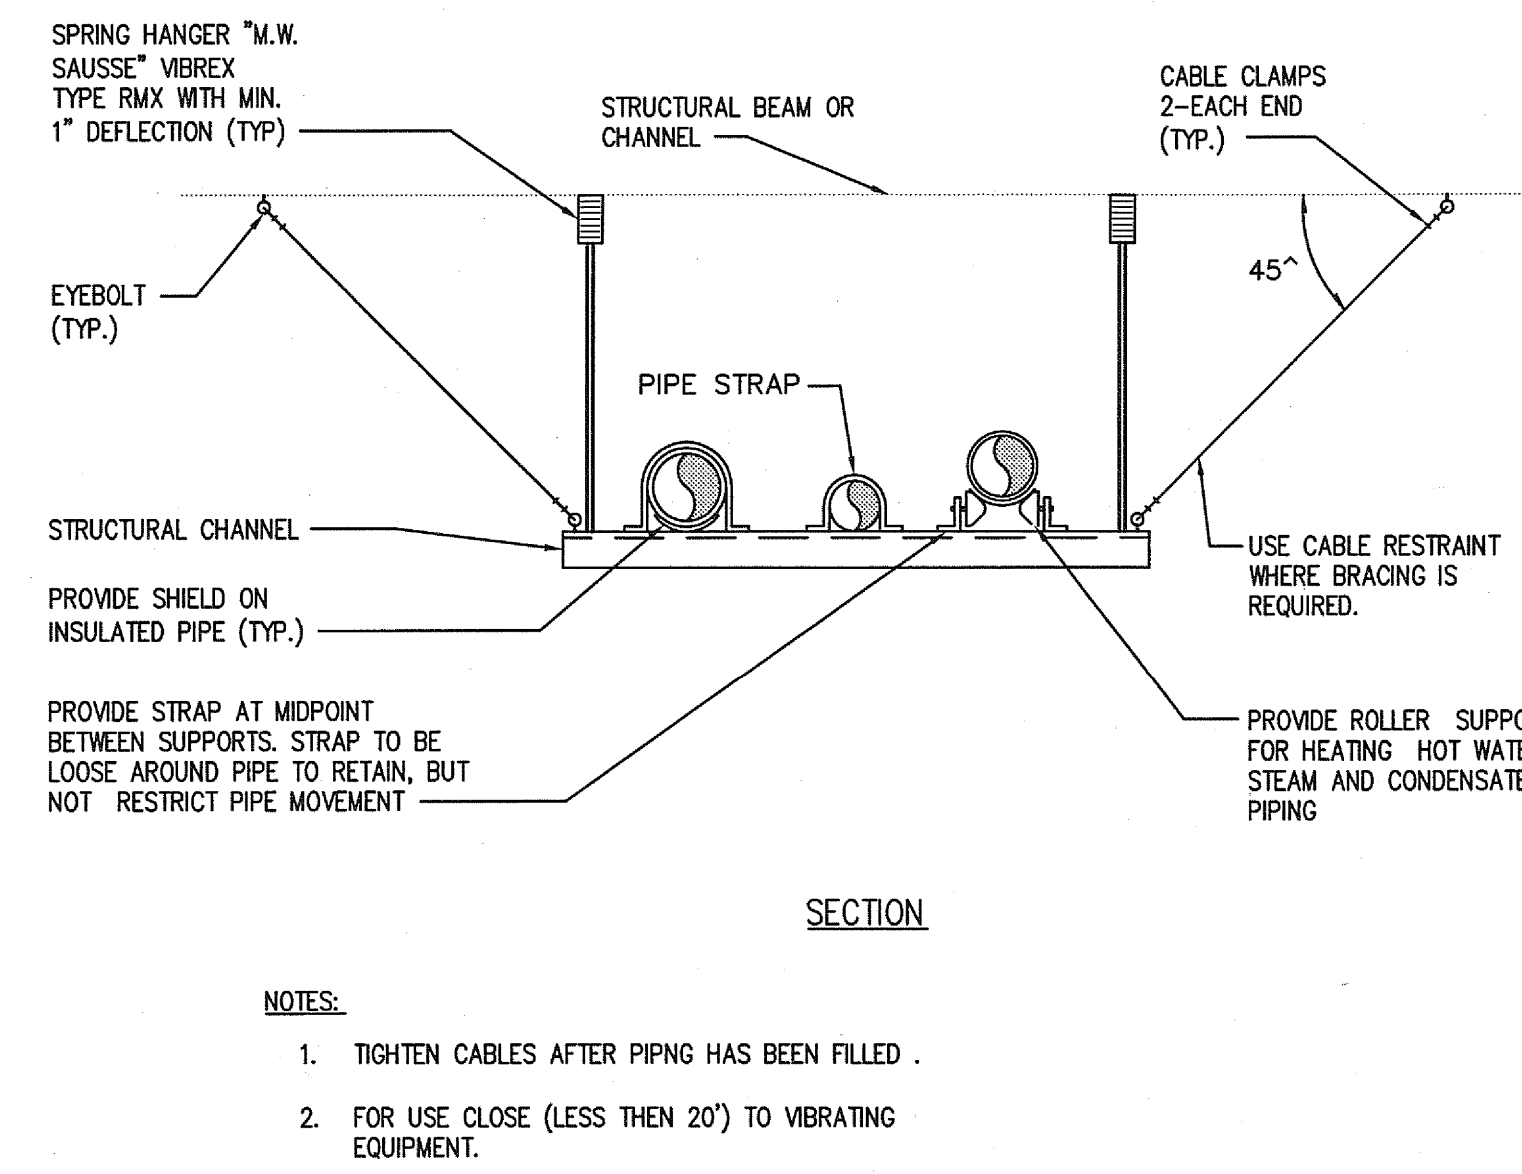 SPRING HANGER "M.W.
SAUSSE" VIBREX
TYPE RMX WITH MIN.
1" DEFLECTION (TYP)
STRUCTURAL BEAM OR
CHANNEL
CABLE CLAMPS
2-EACH END
(TYP.)
45^
EYEBOLT
(TYP.)
PIPE STRAP
STRUCTURAL CHANNEL
USE CABLE RESTRAINT
WHERE BRACING IS
REQUIRED.
PROVIDE SHIELD ON
INSULATED PIPE (TYP.)
PROVIDE STRAP AT MIDPOINT
BETWEEN SUPPORTS. STRAP TO BE
LOOSE AROUND PIPE TO RETAIN, BUT
NOT RESTRICT PIPE MOVEMENT
PROVIDE ROLLER SUPPO
FOR HEATING HOT WATE
STEAM AND CONDENSATE
PIPING
SECTION
NOTES:
1. TIGHTEN CABLES AFTER PIPNG HAS BEEN FILLED .
2. FOR USE CLOSE (LESS THEN 20') TO VIBRATING
EQUIPMENT.